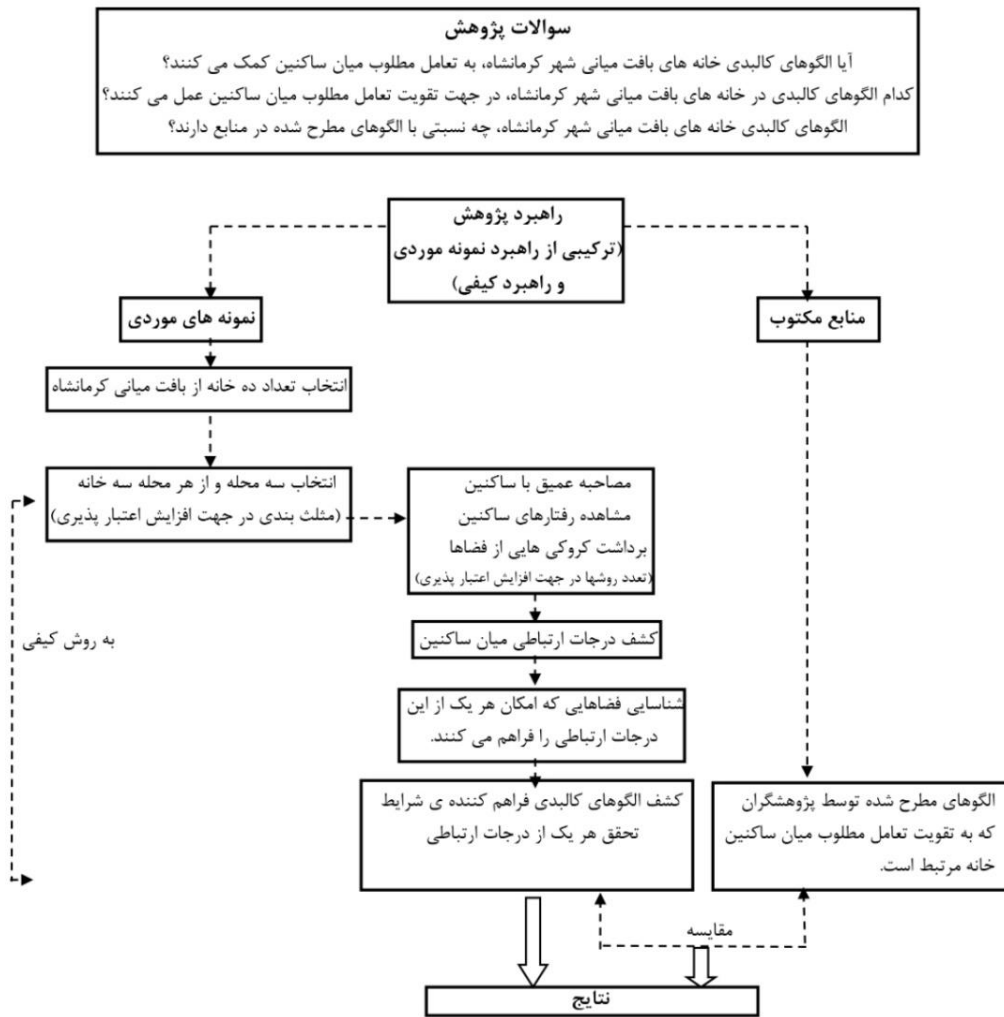 سوالات پژوهش
آیا الگوهای کالبدی خانه های بافت میانی شهر کرمانشاه، به تعامل مطلوب میان ساکنین کمک می کنند؟
کدام الگوهای کالبدی در خانه های بافت میانی شهر کرمانشاه، در جهت تقویت تعامل مطلوب میان ساکنین عمل می کنند؟
الگوهای کالبدی خانه های بافت میانی شهر کرمانشاه، چه نسبتی با الگوهای مطرح شده در منابع دارند؟
راهبرد پژوهش
(ترکیبی از راهبرد نمونه موردی
و راهبرد کیفی)
منابع مکتوب
نمونه های موردی
انتخاب تعداد ده خانه از بافت میانی کرمانشاه
انتخاب سه محله و از هر محله سه خانه
(مثلث بندی در جهت افزایش اعتبار پذیری)
مصاحبه عمیق با ساکنین
مشاهده رفتارهای ساکنین
برداشت کروکی هایی از فضاها
(تعدد روشها در جهت افزایش اعتبار پذیری)
به روش کیفی
کشف درجات ارتباطی میان ساکنین
شناسایی فضاهایی که امکان هر یک از این
درجات ارتباطی را فراهم می کنند.
کشف الگوهای کالبدی فراهم کننده ی شرایط
تحقق هر یک از درجات ارتباطی
الگوهای مطرح شده توسط پژوهشگران
که به تقویت تعامل مطلوب میان ساکنین
خانه مرتبط است.
مقایسه
نتایج